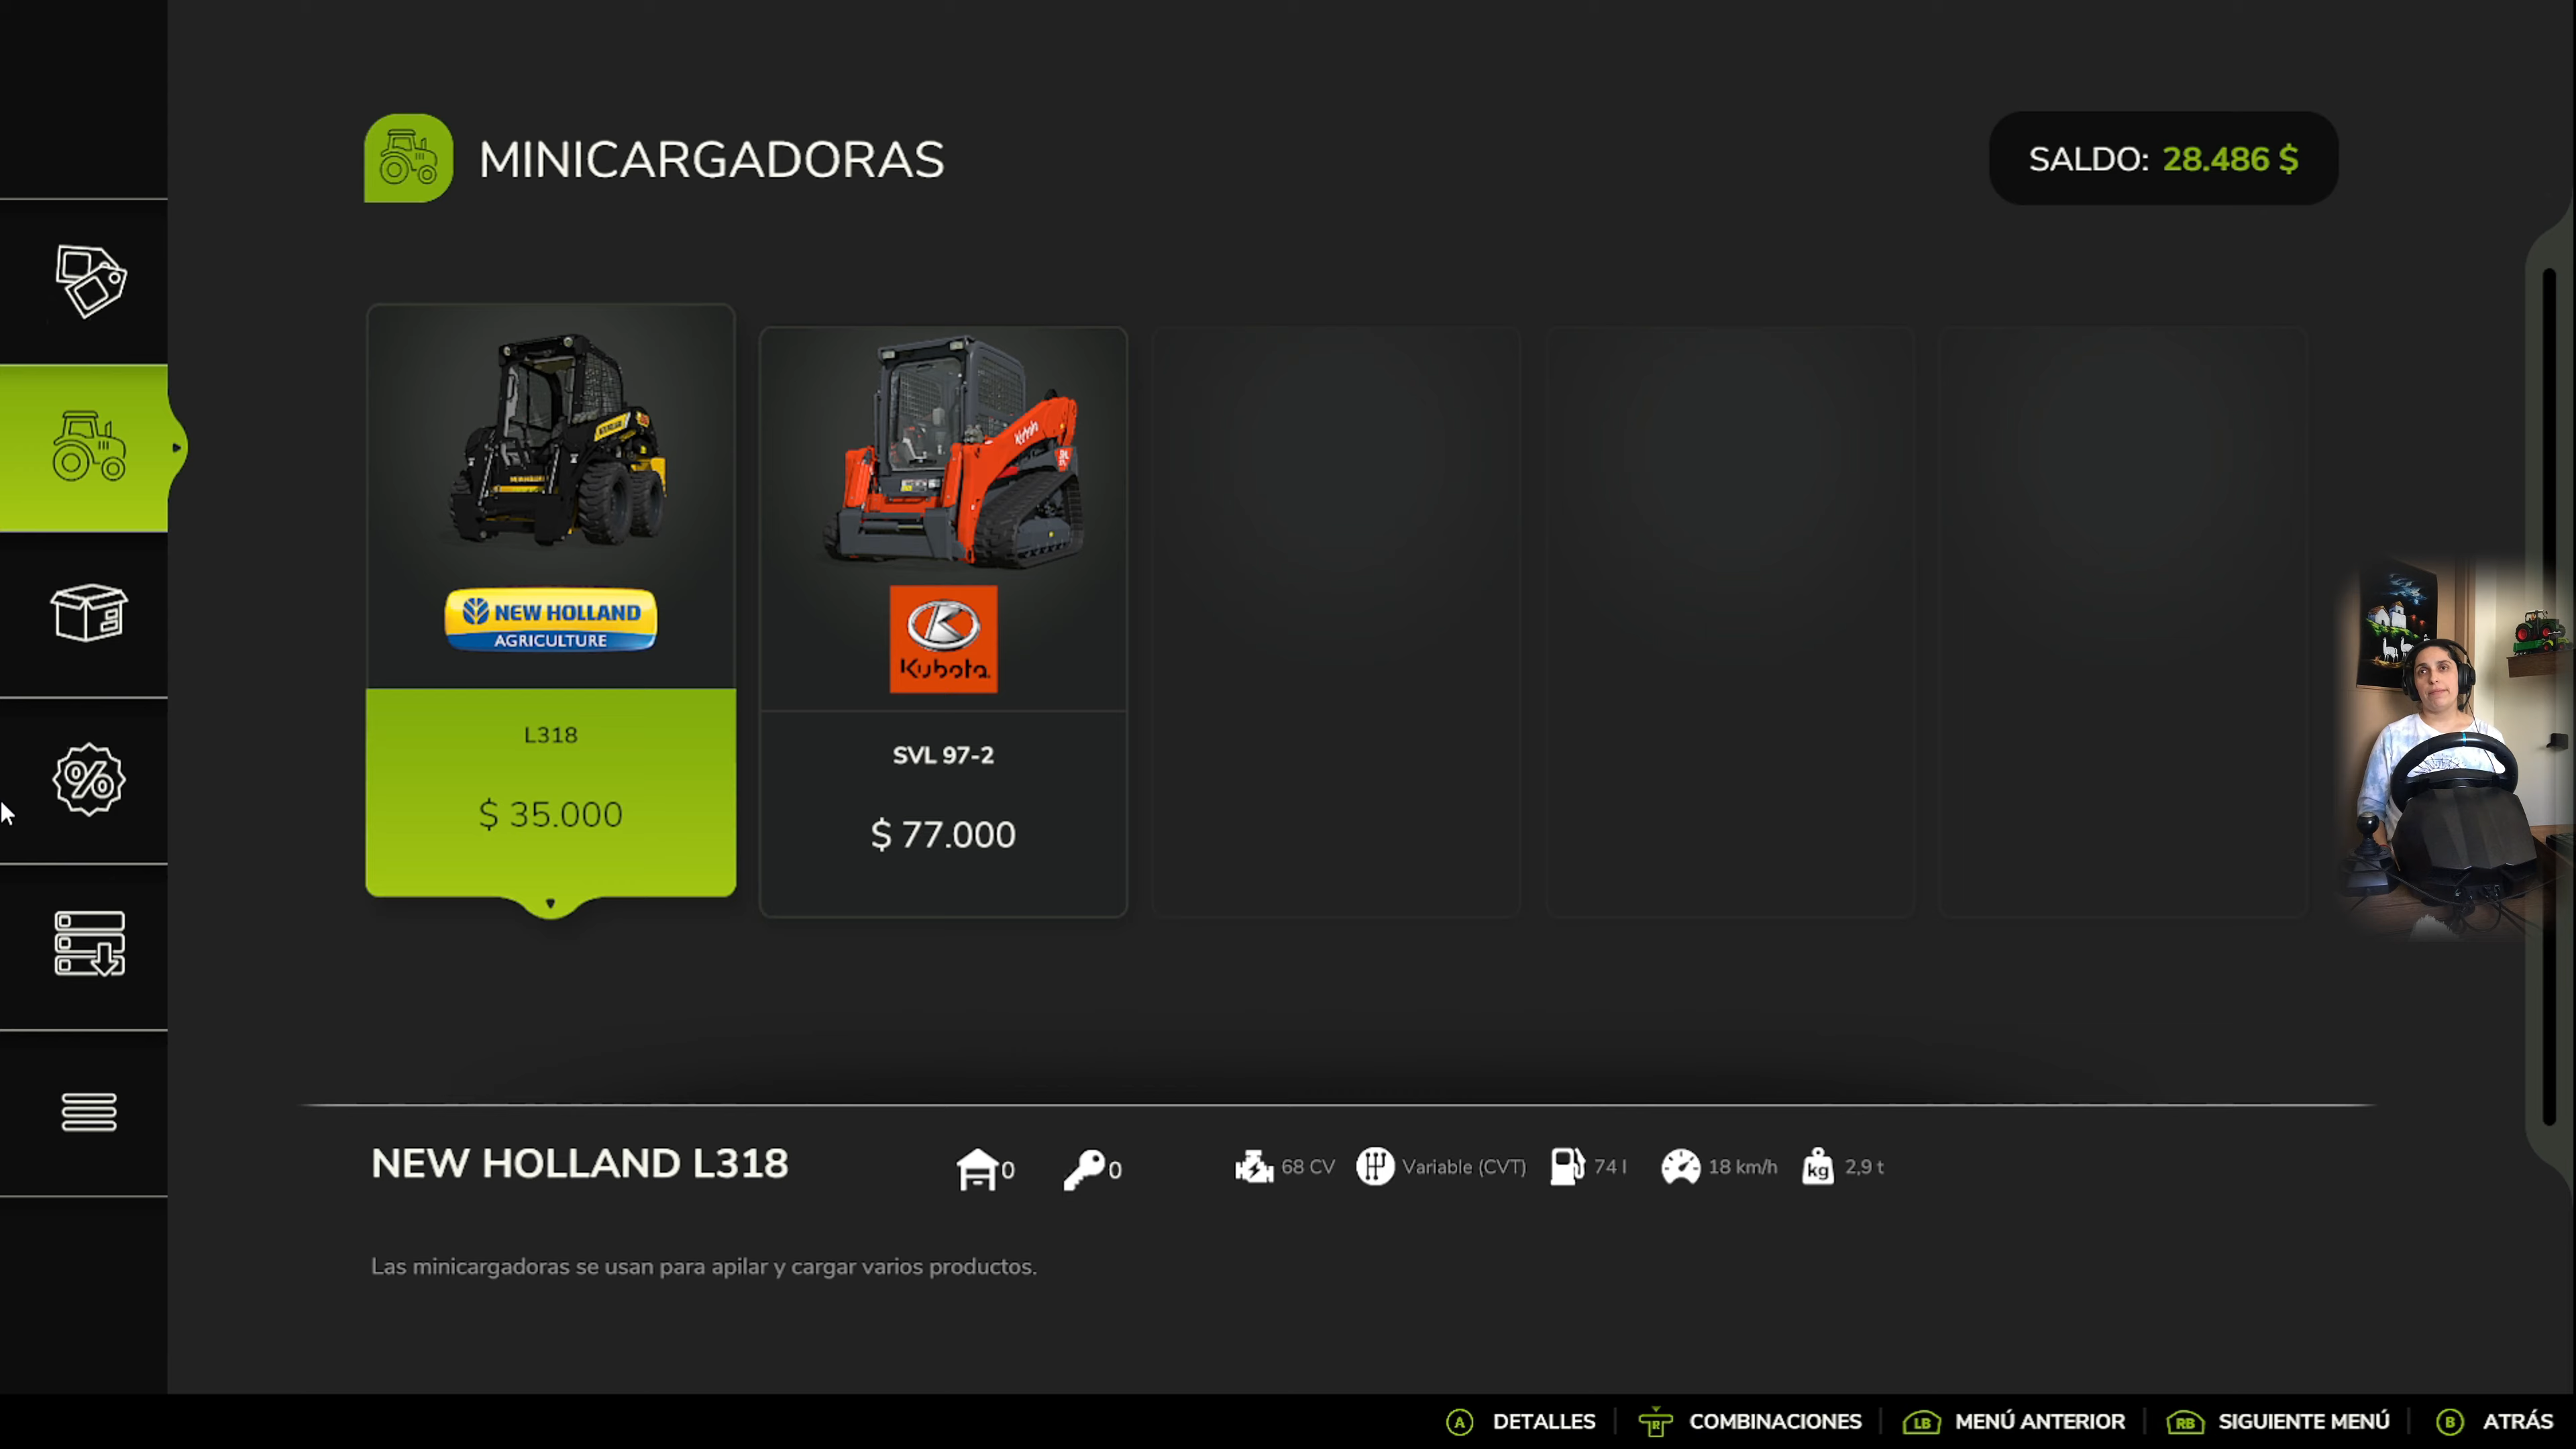 MINICARGADORAS
SALDO: 28.486 $
NEW HOLLAND
AGRICULTURE
L318
$ 35.000
Kubota
SVL 97-2
$ 77.000
NEW HOLLAND L318
0
0
68 CV
Variable (CVT)
74 l
18 km/h
kg
2,9 t
Las minicargadoras se usan para apilar y cargar varios productos.
A DETALLES
R COMBINACIONES
LB MENÚ ANTERIOR
RB SIGUIENTE MENÚ
B ATRÁS